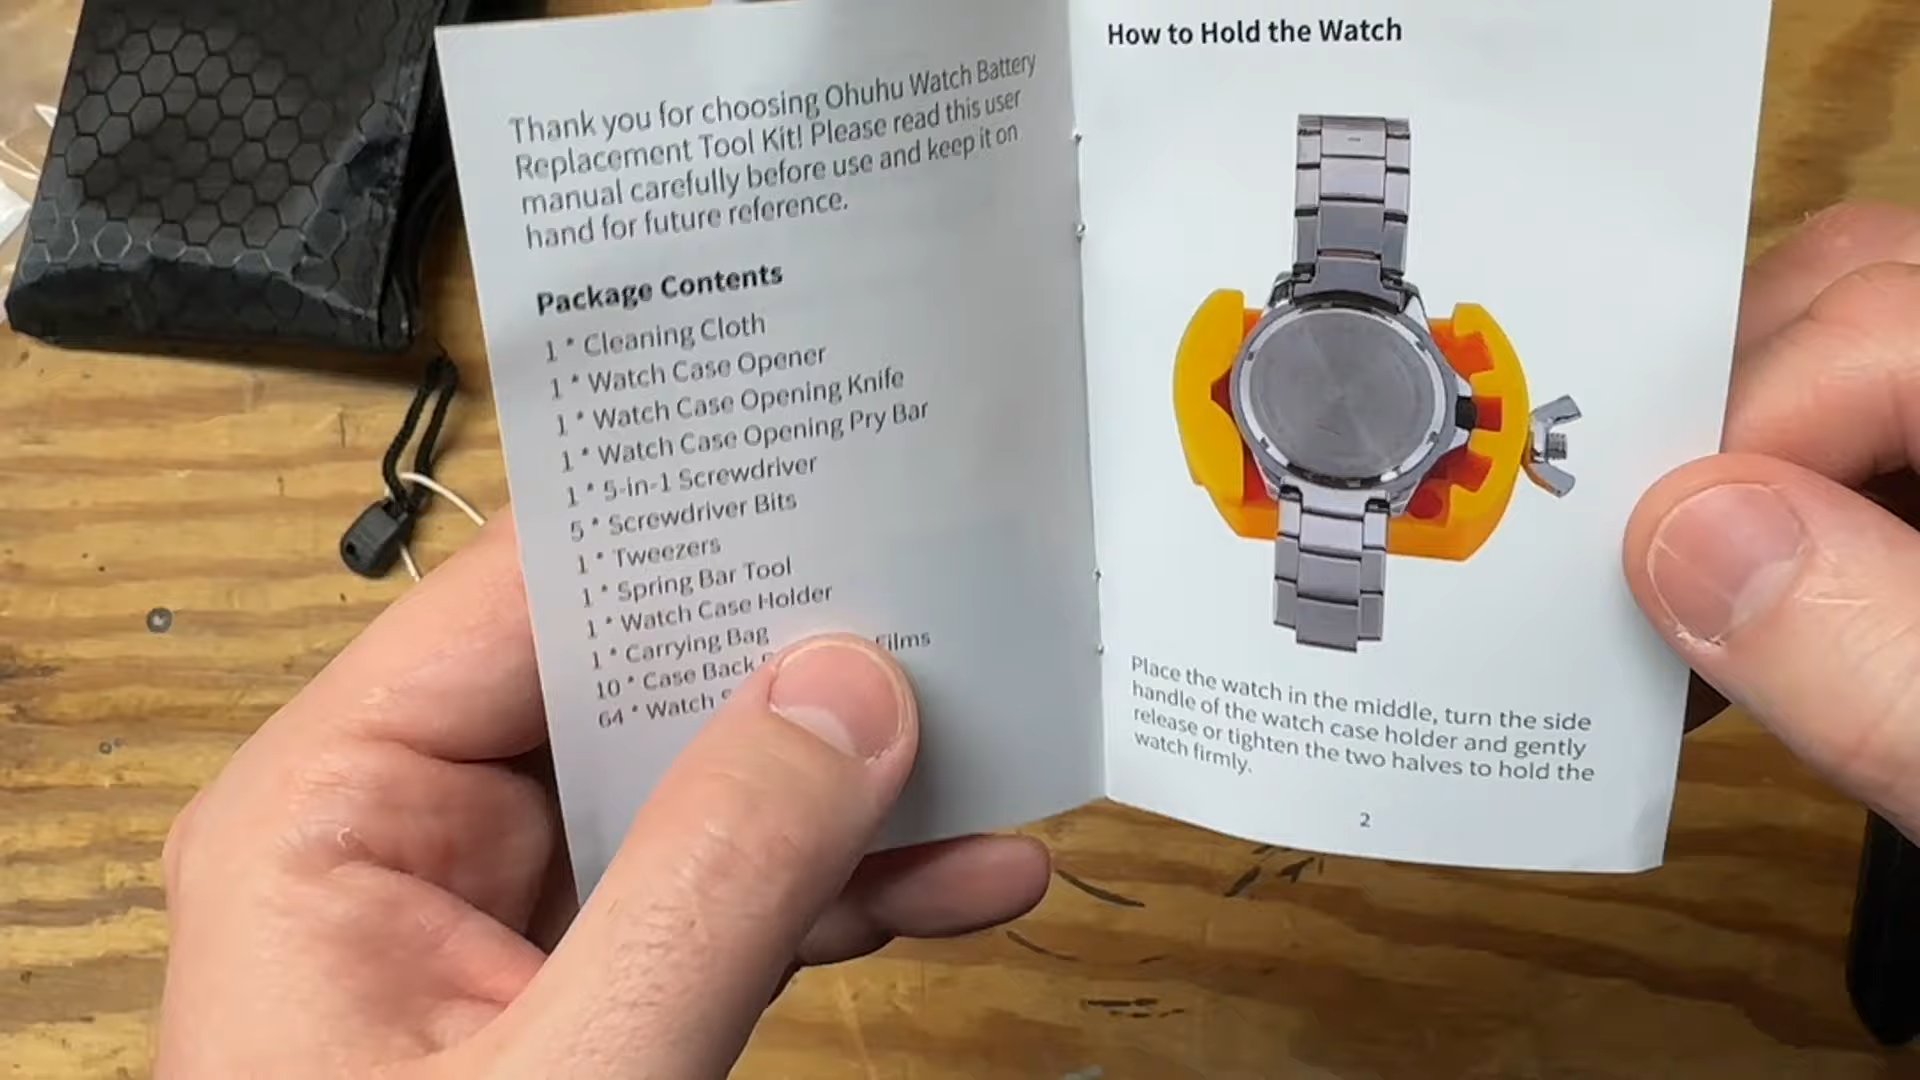 Thank you for choosing Ohuhu Watch Battery
Replacement Tool Kit! Please read this user
manual carefully before use and keep it on
hand for future reference.
Package Contents
1 * Cleaning Cloth
1 * Watch Case Opener
1 * Watch Case Opening Knife
1 * Watch Case Opening Pry Bar
1 * 5-in-1 Screwdriver
5 * Screwdriver Bits
1 * Tweezers
1 * Spring Bar Tool
1 * Watch Case Holder
1 * Carrying Bag
10 * Case Back Films
64 * Watch
How to Hold the Watch
Place the watch in the middle, turn the side
handle of the watch case holder and gently
release or tighten the two halves to hold the
watch firmly.
2